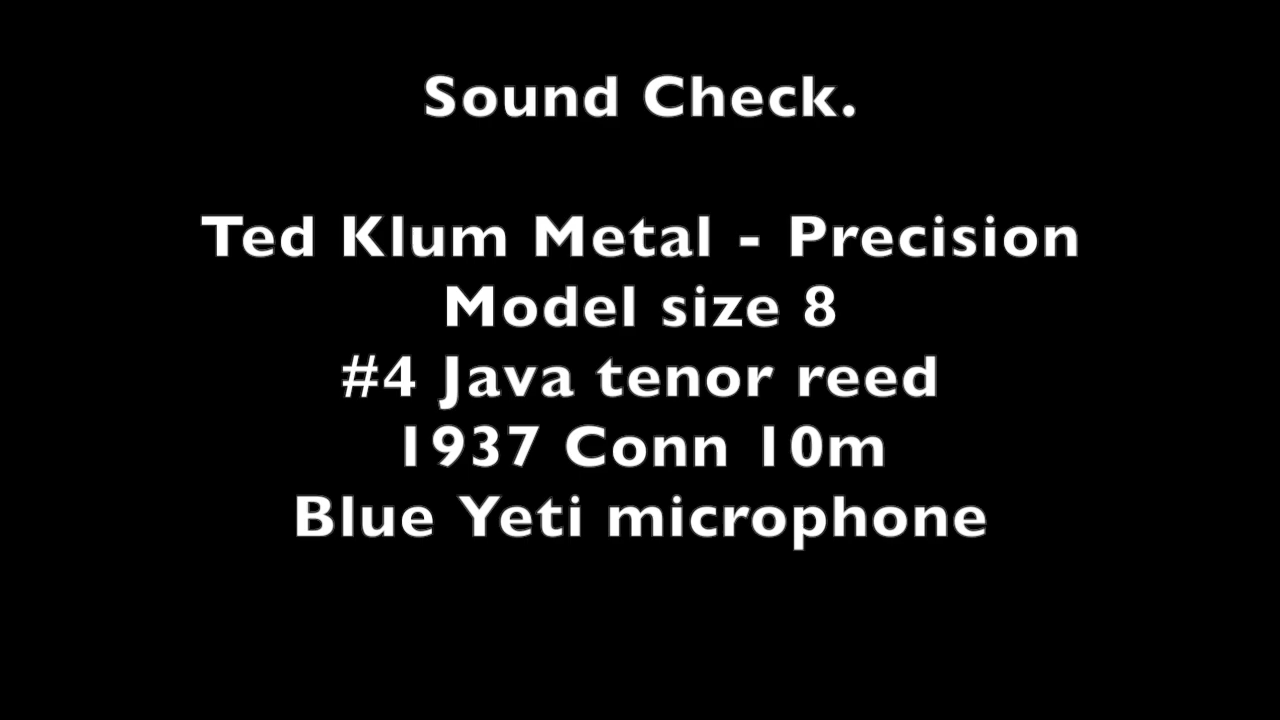 Sound Check.
Ted Klum Metal - Precision
Model size 8
#4 Java tenor reed
1937 Conn 10m
Blue Yeti microphone